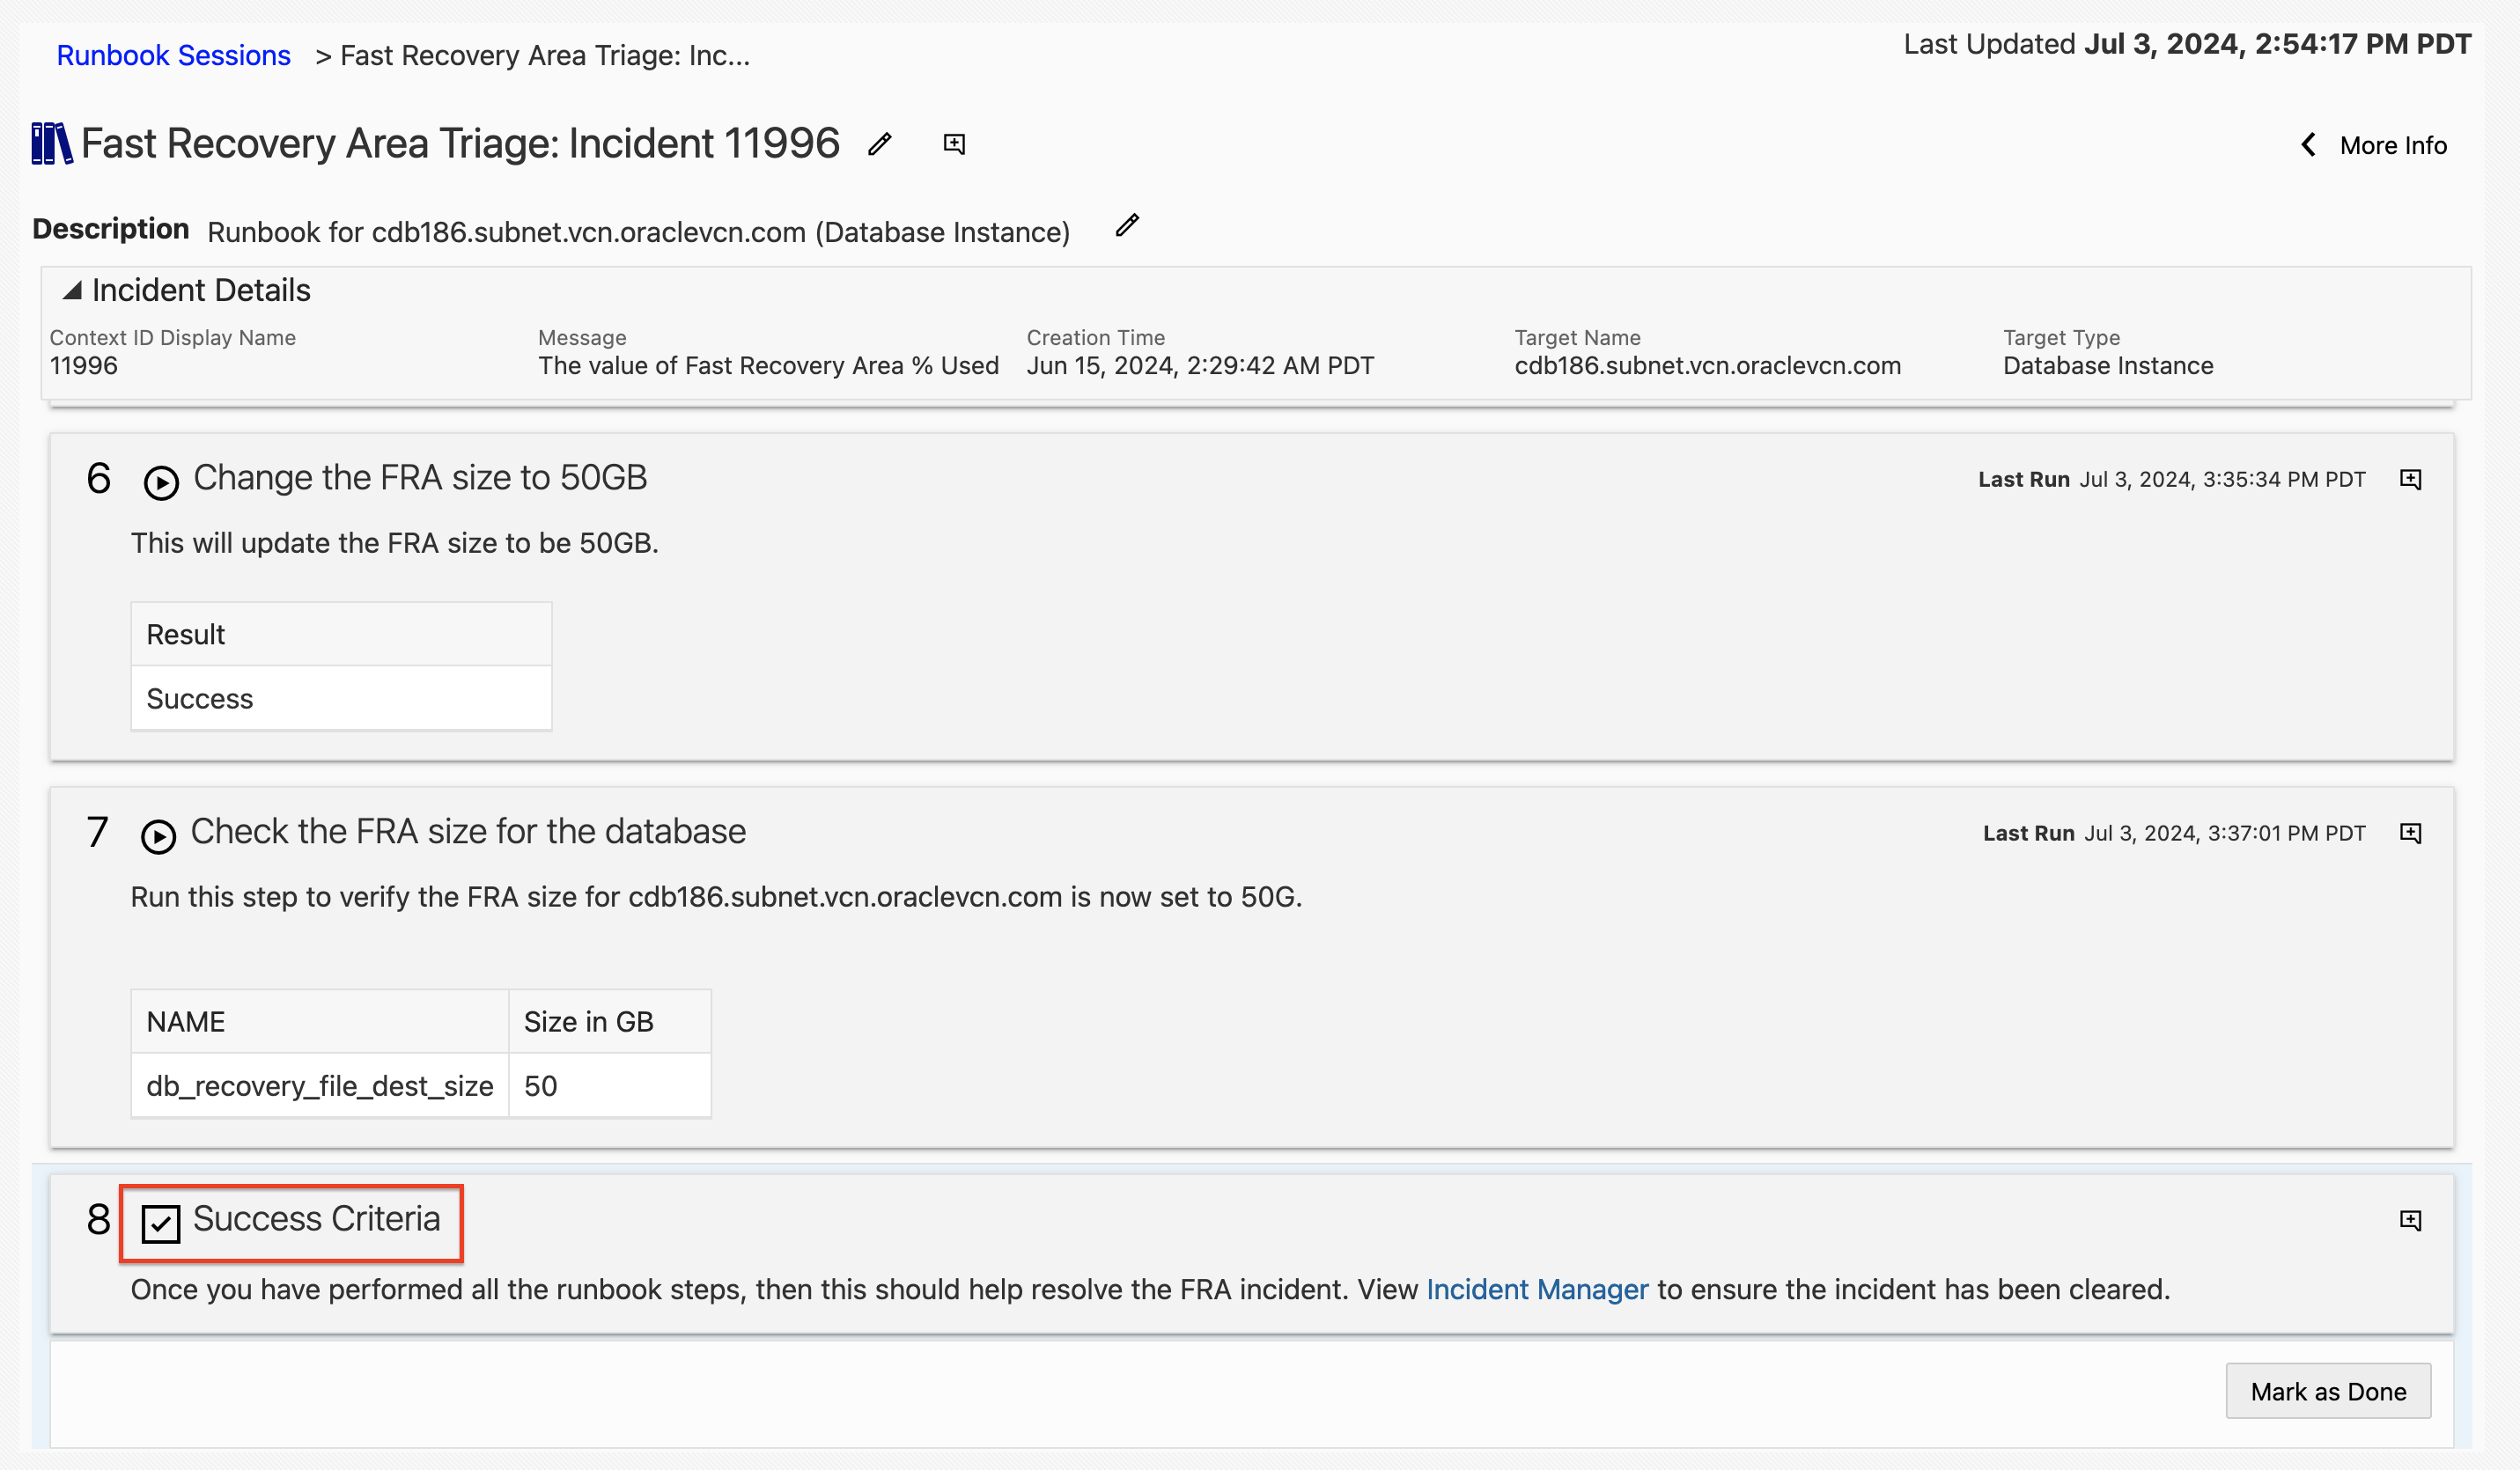 Runbook Sessions > Fast Recovery Area Triage: Inc...
Last Updated Jul 3, 2024, 2:54:17 PM PDT
Fast Recovery Area Triage: Incident 11996
More Info
Description Runbook for cdb186.subnet.vcn.oraclevcn.com (Database Instance)
Incident Details
Context ID Display Name Message Creation Time Target Name Target Type
11996 The value of Fast Recovery Area % Used Jun 15, 2024, 2:29:42 AM PDT cdb186.subnet.vcn.oraclevcn.com Database Instance
6 Change the FRA size to 50GB Last Run Jul 3, 2024, 3:35:34 PM PDT
This will update the FRA size to be 50GB.
Result
Success
7 Check the FRA size for the database Last Run Jul 3, 2024, 3:37:01 PM PDT
Run this step to verify the FRA size for cdb186.subnet.vcn.oraclevcn.com is now set to 50G.
NAME Size in GB
db_recovery_file_dest_size 50
8 Success Criteria
Once you have performed all the runbook steps, then this should help resolve the FRA incident. View Incident Manager to ensure the incident has been cleared.
Mark as Done